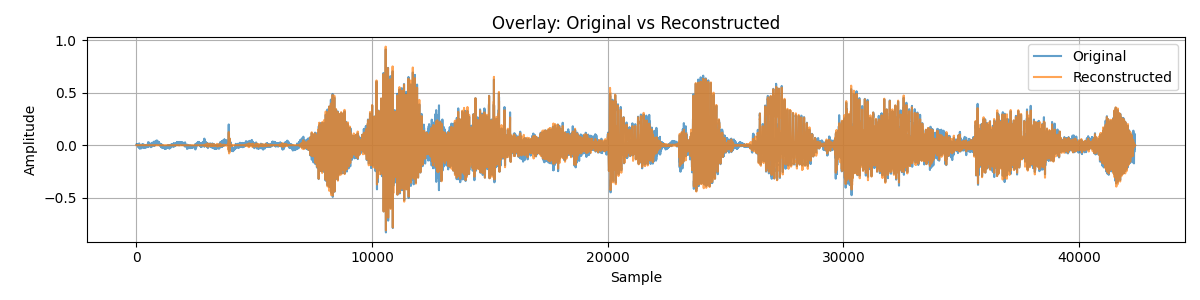 Overlay: Original vs Reconstructed
1.0
0.5
0.0
−0.5
Amplitude
Original
Reconstructed
0 10000 20000 30000 40000
Sample